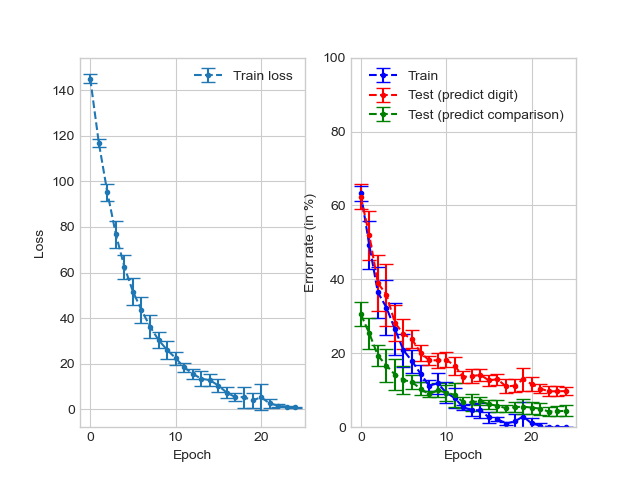 Train loss
140
120
100
80
60
40
20
0
Loss
0
10
20
Epoch
Train
Test (predict digit)
Test (predict comparison)
100
80
60
40
20
0
Error rate (in %)
0
10
20
Epoch